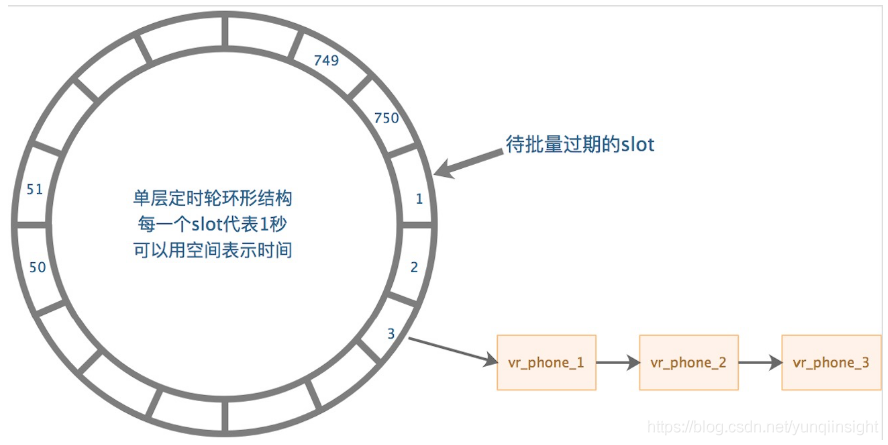 749
750
待批量过期的slot
51
1
单层定时轮环形结构
每一个slot代表1秒
可以用空间表示时间
50
2
3
vr_phone_1
vr_phone_2
vr_phone_3
https://blog.csdn.net/yunqiinsight